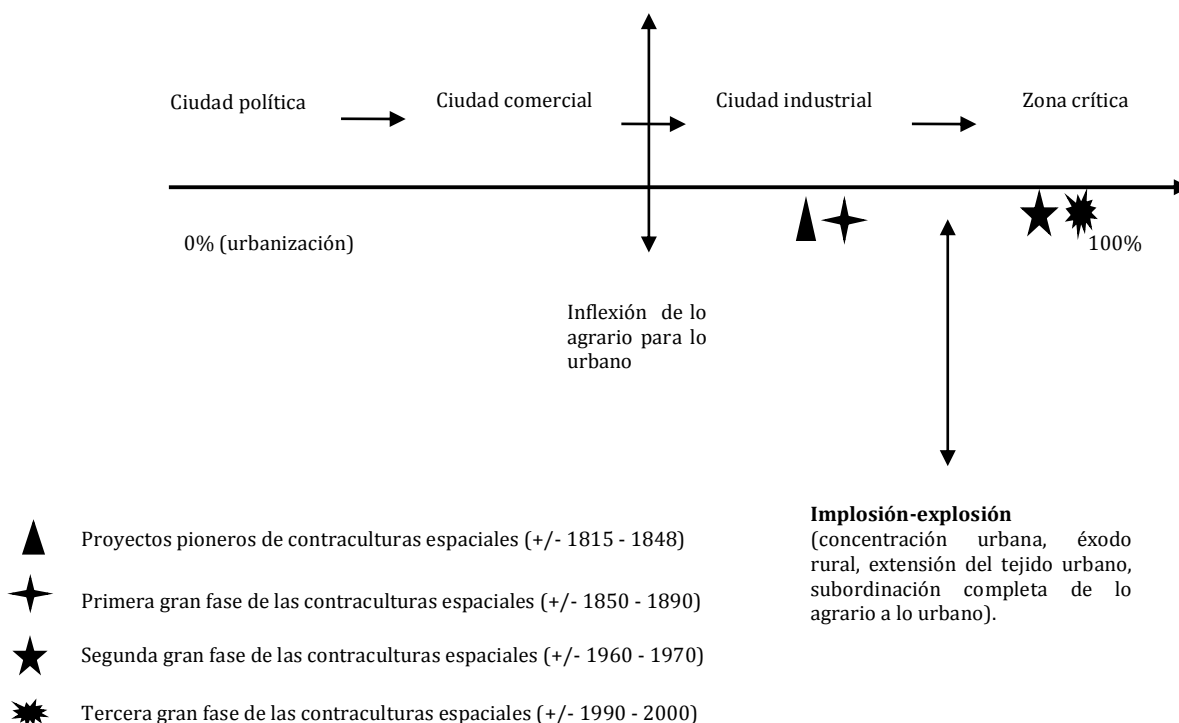 Ciudad política
Ciudad comercial
Ciudad industrial
Zona crítica
0% (urbanización)
100%
Inflexión de lo
agrario para lo
urbano
Implosión-explosión
(concentración urbana, éxodo
rural, extensión del tejido urbano,
subordinación completa de lo
agrario a lo urbano).
Proyectos pioneros de contraculturas espaciales (+/- 1815 - 1848)
Primera gran fase de las contraculturas espaciales (+/- 1850 - 1890)
Segunda gran fase de las contraculturas espaciales (+/- 1960 - 1970)
Tercera gran fase de las contraculturas espaciales (+/- 1990 - 2000)